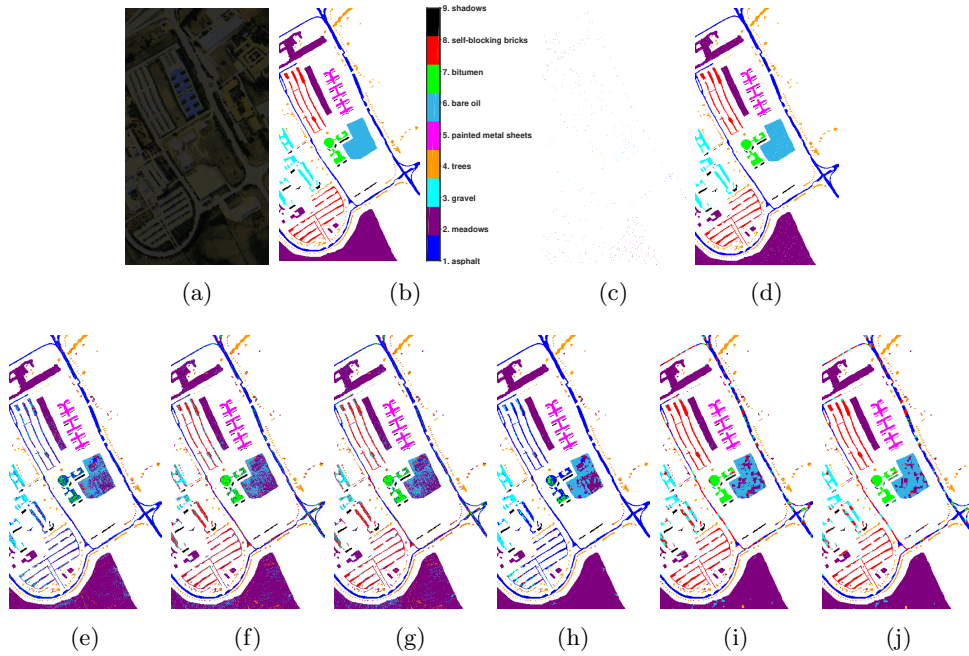 9. shadows
8. self-blocking bricks
7. bitumen
6. bare oil
5. painted metal sheets
4. trees
3. gravel
2. meadows
1. asphalt
(a)
(b)
(c)
(d)
(e)
(f)
(g)
(h)
(i)
(j)